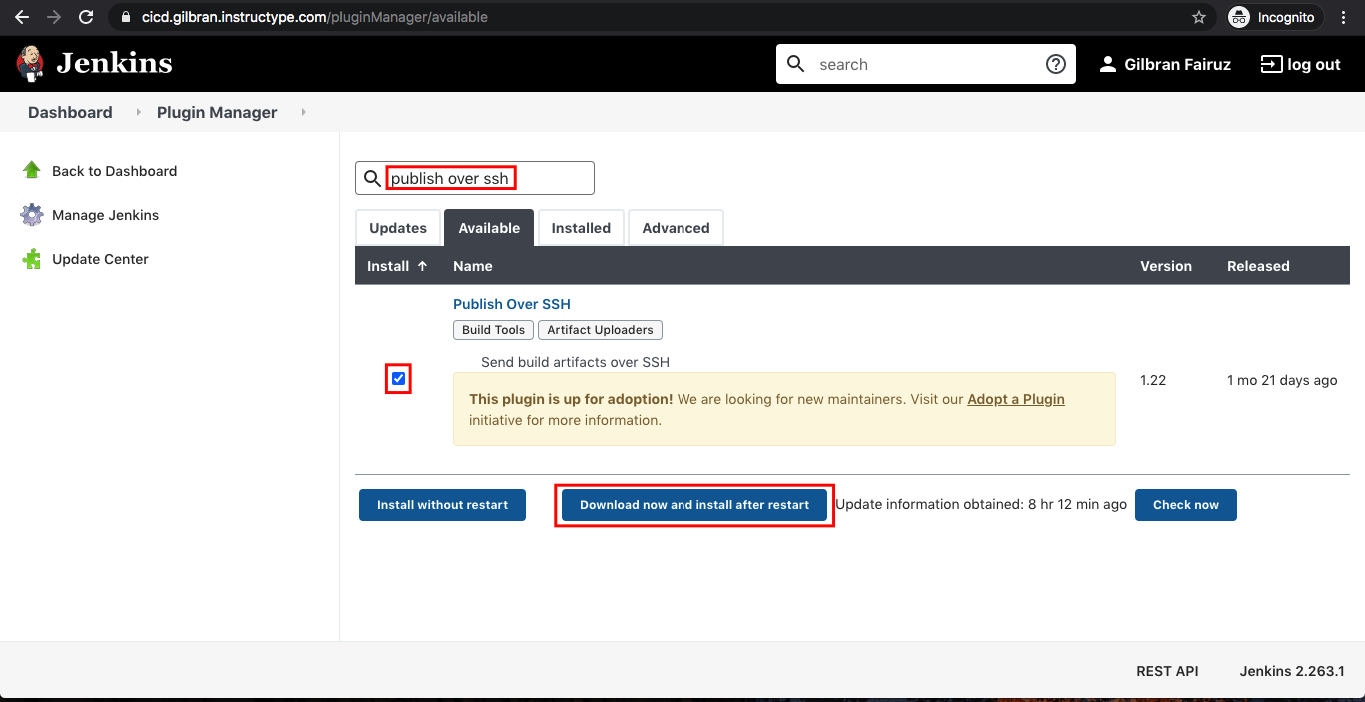 cicd.gilbran.instructype.com/pluginManager/available
Incognito
Jenkins
search
Gilbran Fairuz
log out
Dashboard
Plugin Manager
Back to Dashboard
Manage Jenkins
Update Center
publish over ssh
Updates
Available
Installed
Advanced
Install ↑ Name Version Released
Publish Over SSH
Build Tools Artifact Uploaders
Send build artifacts over SSH
This plugin is up for adoption! We are looking for new maintainers. Visit our Adopt a Plugin
initiative for more information.
1.22
1 mo 21 days ago
Install without restart
Download now and install after restart
Update information obtained: 8 hr 12 min ago
Check now
REST API
Jenkins 2.263.1